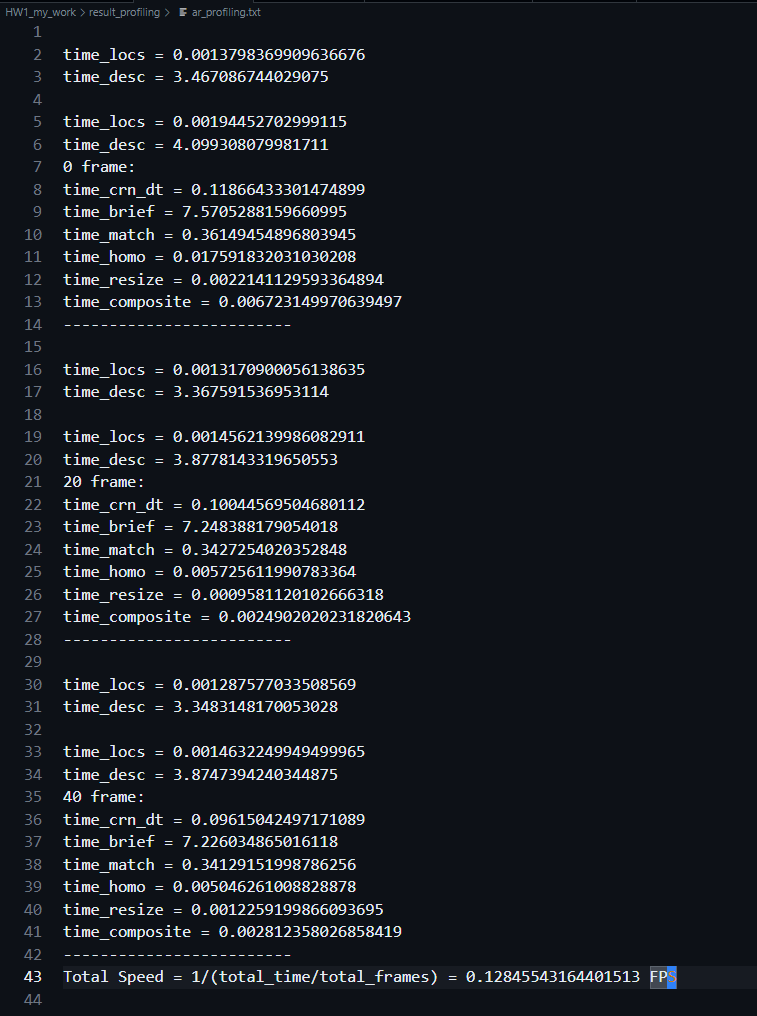 HW1_my_work > result_profiling > ar_profiling.txt
1
2 time_locs = 0.0013798369909636676
3 time_desc = 3.467086744029075
4
5 time_locs = 0.00194452702999115
6 time_desc = 4.099308079981711
7 0 frame:
8 time_crn_dt = 0.11866433301474899
9 time_brief = 7.5705288159660995
10 time_match = 0.36149454896803945
11 time_homo = 0.017591832031030208
12 time_resize = 0.0022141129593364894
13 time_composite = 0.006723149970639497
14 -------------------------
15
16 time_locs = 0.0013170900056138635
17 time_desc = 3.367591536953114
18
19 time_locs = 0.0014562139986082911
20 time_desc = 3.8778143319650553
21 20 frame:
22 time_crn_dt = 0.10044569504680112
23 time_brief = 7.248388179054018
24 time_match = 0.3427254020352848
25 time_homo = 0.005725611990783364
26 time_resize = 0.0009581120102666318
27 time_composite = 0.0024902020231820643
28 -------------------------
29
30 time_locs = 0.001287577033508569
31 time_desc = 3.3483148170053028
32
33 time_locs = 0.0014632249949499965
34 time_desc = 3.8747394240344875
35 40 frame:
36 time_crn_dt = 0.09615042497171089
37 time_brief = 7.226034865016118
38 time_match = 0.34129151998786256
39 time_homo = 0.005046261008828878
40 time_resize = 0.0012259199866093695
41 time_composite = 0.002812358026858419
42 -------------------------
43 Total Speed = 1/(total_time/total_frames) = 0.12845543164401513 FPS
44